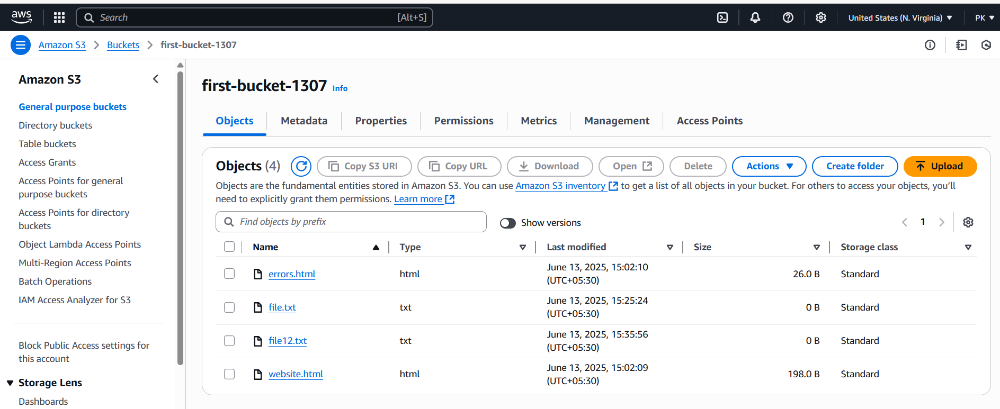 aws
Search [Alt+S]
United States (N. Virginia)
PK
Amazon S3
Buckets
first-bucket-1307
Amazon S3
General purpose buckets
Directory buckets
Table buckets
Access Grants
Access Points for general
purpose buckets
Access Points for directory
buckets
Object Lambda Access Points
Multi-Region Access Points
Batch Operations
IAM Access Analyzer for S3
Block Public Access settings for
this account
Storage Lens
Dashboards
first-bucket-1307 Info
Objects Metadata Properties Permissions Metrics Management Access Points
Objects (4) Copy S3 URI Copy URL Download Open Delete Actions Create folder Upload
Objects are the fundamental entities stored in Amazon S3. You can use Amazon S3 inventory to get a list of all objects in your bucket. For others to access your objects, you'll
need to explicitly grant them permissions. Learn more
Find objects by prefix
Show versions
1
Name Type Last modified Size Storage class
errors.html html June 13, 2025, 15:02:10 (UTC+05:30) 26.0 B Standard
file.txt txt June 13, 2025, 15:25:24 (UTC+05:30) 0 B Standard
file12.txt txt June 13, 2025, 15:35:56 (UTC+05:30) 0 B Standard
website.html html June 13, 2025, 15:02:09 (UTC+05:30) 198.0 B Standard